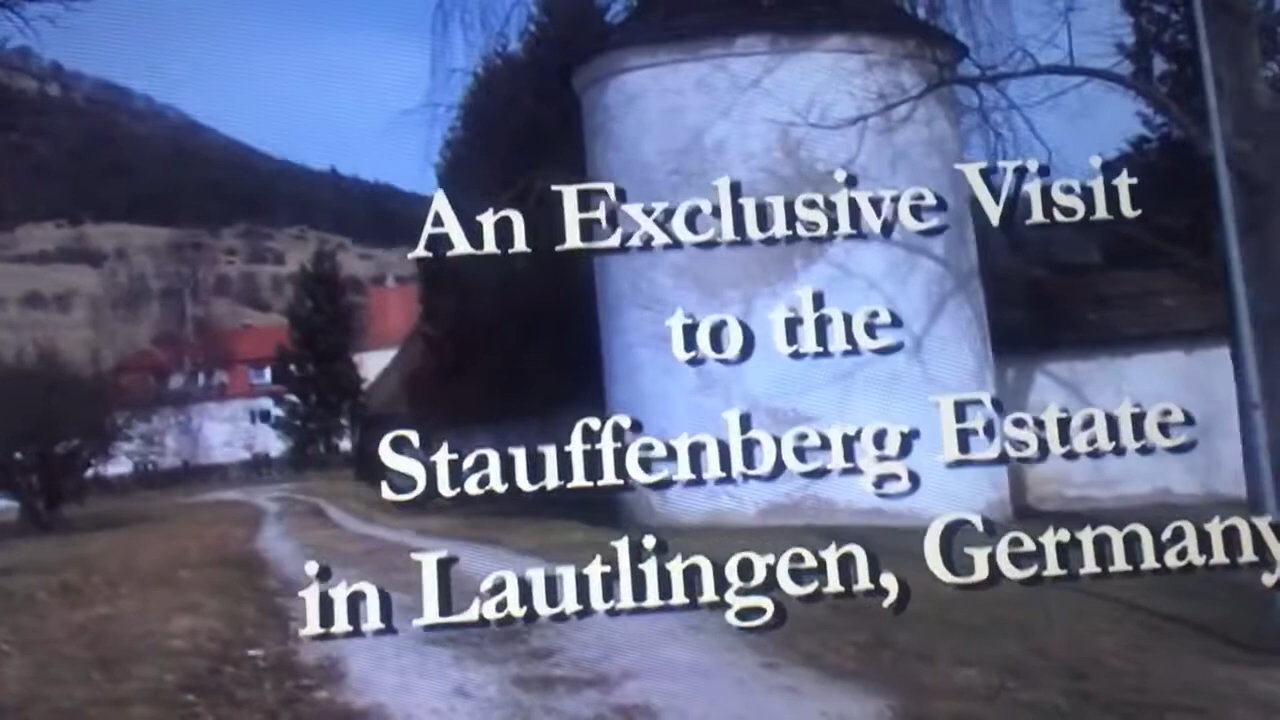 An Exclusive Visit
to the
Stauffenberg Estate
in Lautlingen, Germany